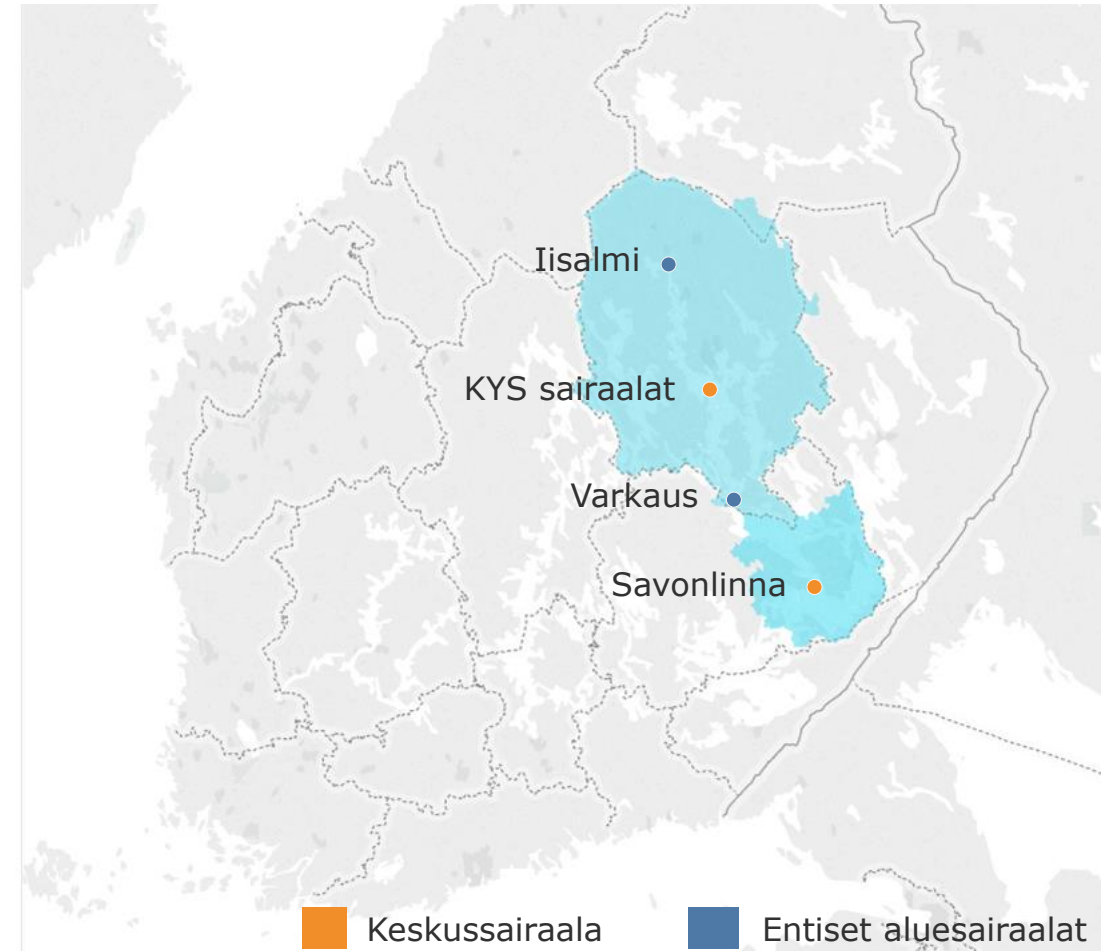 Iisalmi
KYS sairaalat
Varkaus
Savonlinna
Keskussairaala
Entiset aluesairaalat